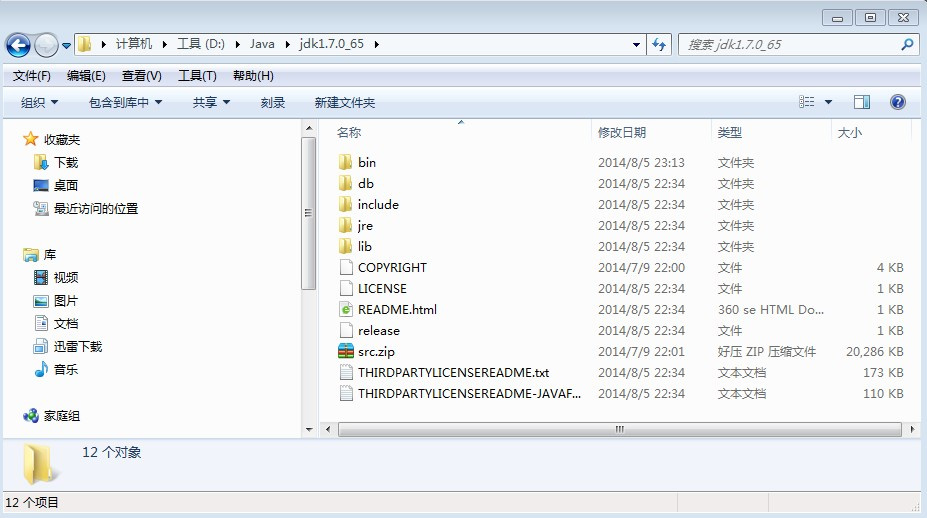 计算机 工具 (D:) Java jdk1.7.0_65 搜索 jdk1.7.0_65
文件(F) 编辑(E) 查看(V) 工具(T) 帮助(H)
组织 包含到库中 共享 刻录 新建文件夹
收藏夹
下载
桌面
最近访问的位置
库
视频
图片
文档
迅雷下载
音乐
家庭组
名称 修改日期 类型 大小
bin 2014/8/5 23:13 文件夹
db 2014/8/5 22:34 文件夹
include 2014/8/5 22:34 文件夹
jre 2014/8/5 22:34 文件夹
lib 2014/8/5 22:34 文件夹
COPYRIGHT 2014/7/9 22:00 文件 4 KB
LICENSE 2014/8/5 22:34 文件 1 KB
README.html 2014/8/5 22:34 360 se HTML Do... 1 KB
release 2014/8/5 22:34 文件 1 KB
src.zip 2014/7/9 22:01 好压 ZIP 压缩文件 20,286 KB
THIRDPARTYLICENSEREADME.txt 2014/8/5 22:34 文本文档 173 KB
THIRDPARTYLICENSEREADME-JAVAF... 2014/8/5 22:34 文本文档 110 KB
12 个对象
12 个项目